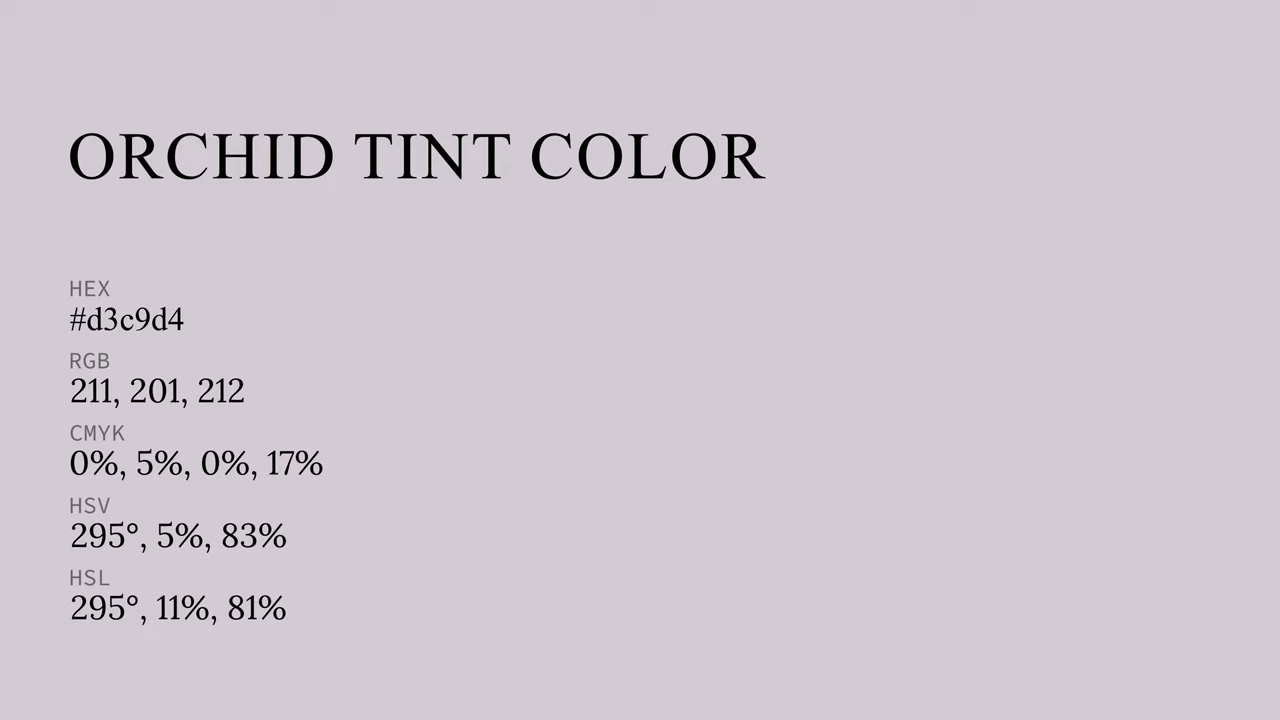 ORCHID TINT COLOR
HEX
#d3c9d4
RGB
211, 201, 212
CMYK
0%, 5%, 0%, 17%
HSV
295°, 5%, 83%
HSL
295°, 11%, 81%